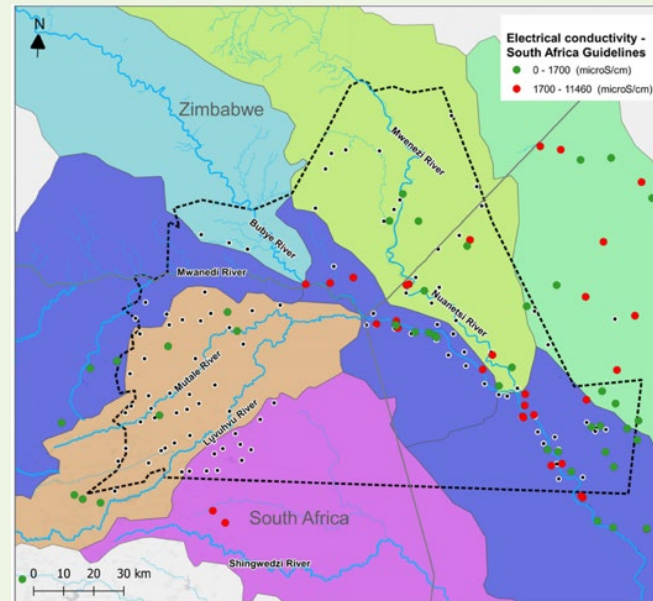 N
Electrical conductivity -
South Africa Guidelines
0 - 1700 (microS/cm)
1700 - 11460 (microS/cm)
Zimbabwe
Mwenezi River
Bubye River
Mwanedi River
Nuanetsi River
Mutale River
Lyvuhvu River
South Africa
Shingwedzi River
0 10 20 30 km